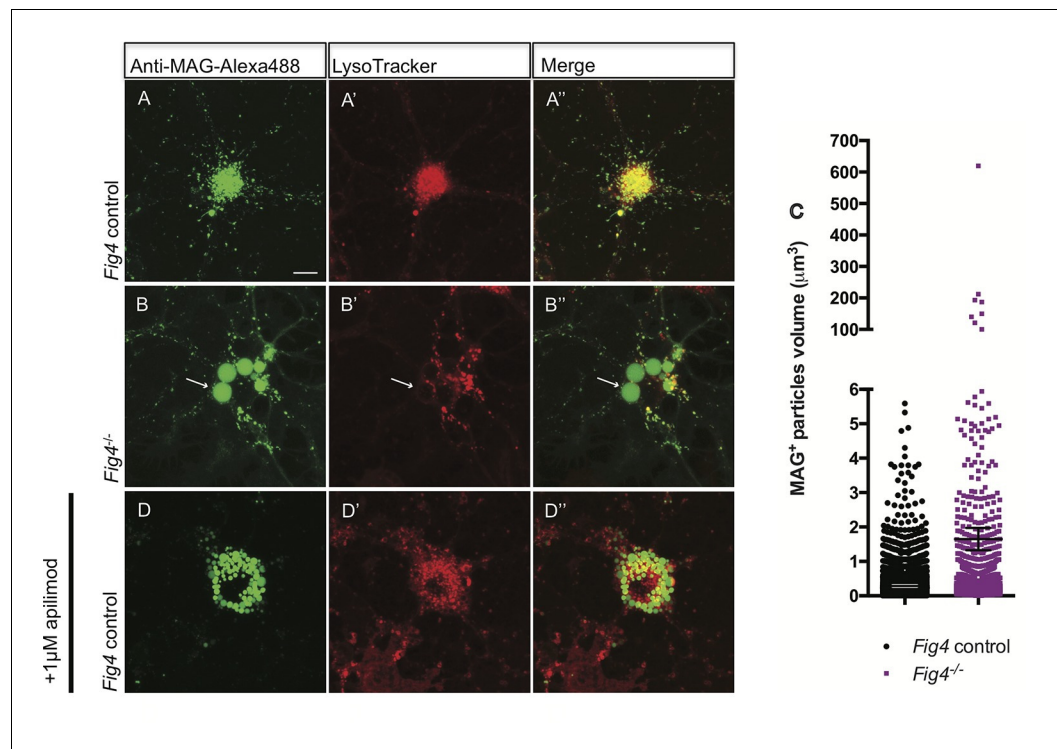 Anti-MAG-Alexa488 LysoTracker Merge
A A' A''
Fig4 control
B B' B''
Fig4-/-
D D' D''
Fig4 control
+1µM apilimod
C
MAG+ particles volume (µm3)
700
600
500
400
300
200
100
6
5
4
3
2
1
0
Fig4 control
Fig4-/-